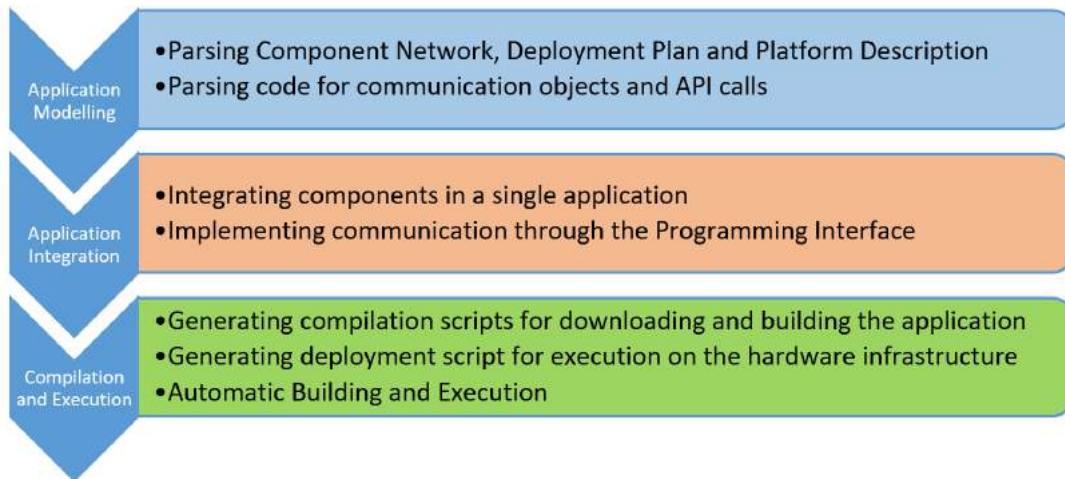 Application
Modelling
•Parsing Component Network, Deployment Plan and Platform Description
•Parsing code for communication objects and API calls
Application
Integration
•Integrating components in a single application
•Implementing communication through the Programming Interface
Compilation
and Execution
•Generating compilation scripts for downloading and building the application
•Generating deployment script for execution on the hardware infrastructure
•Automatic Building and Execution